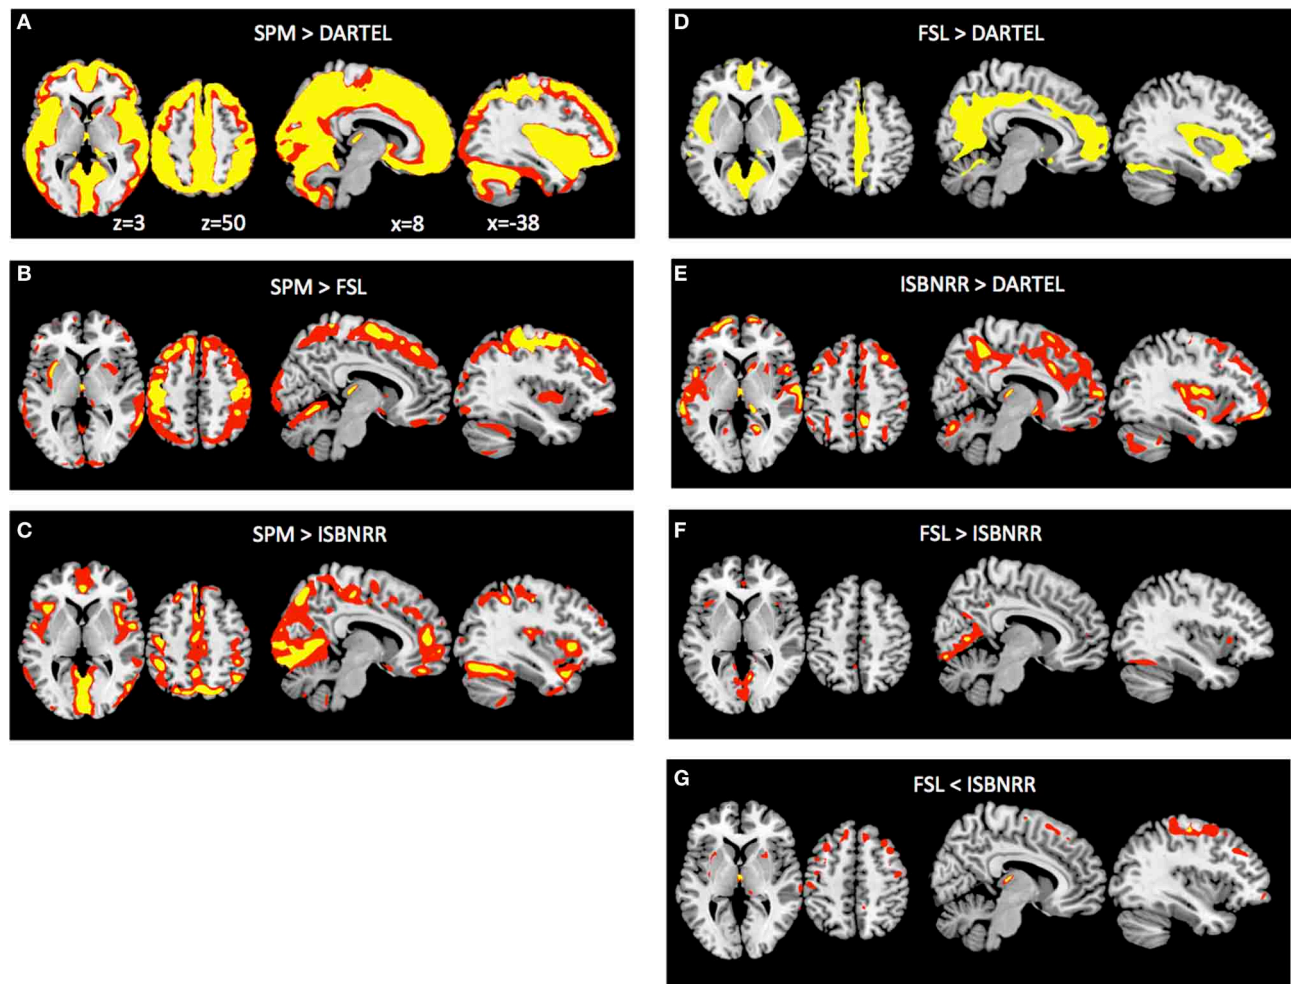 A
SPM > DARTEL
z=3 z=50 x=8 x=-38
B
SPM > FSL
C
SPM > ISBNRR
D
FSL > DARTEL
E
ISBNRR > DARTEL
F
FSL > ISBNRR
G
FSL < ISBNRR